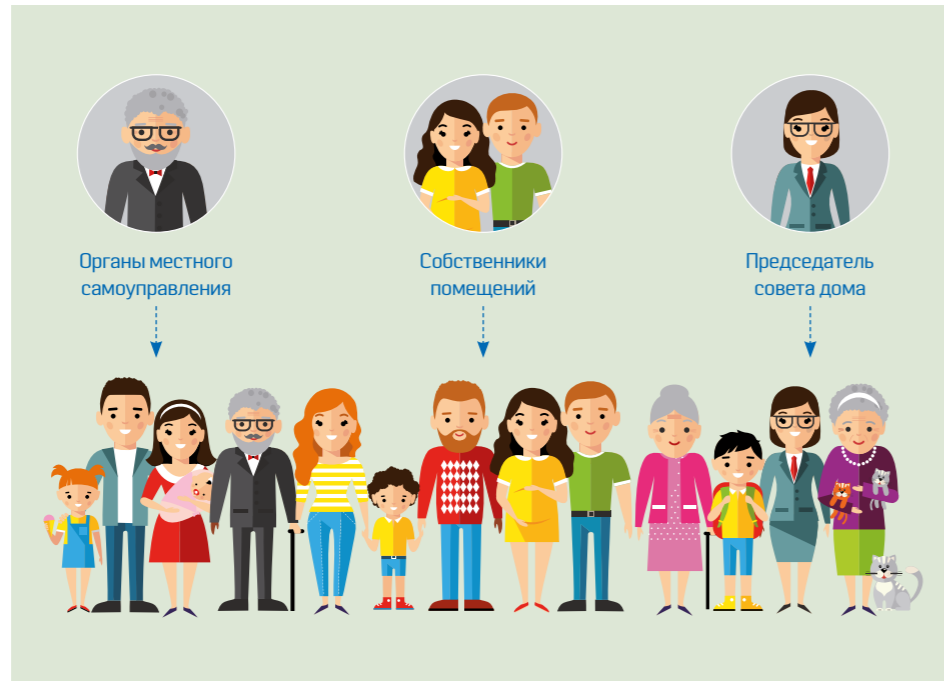 Органы местного
самоуправления
Собственники
помещений
Председатель
совета дома